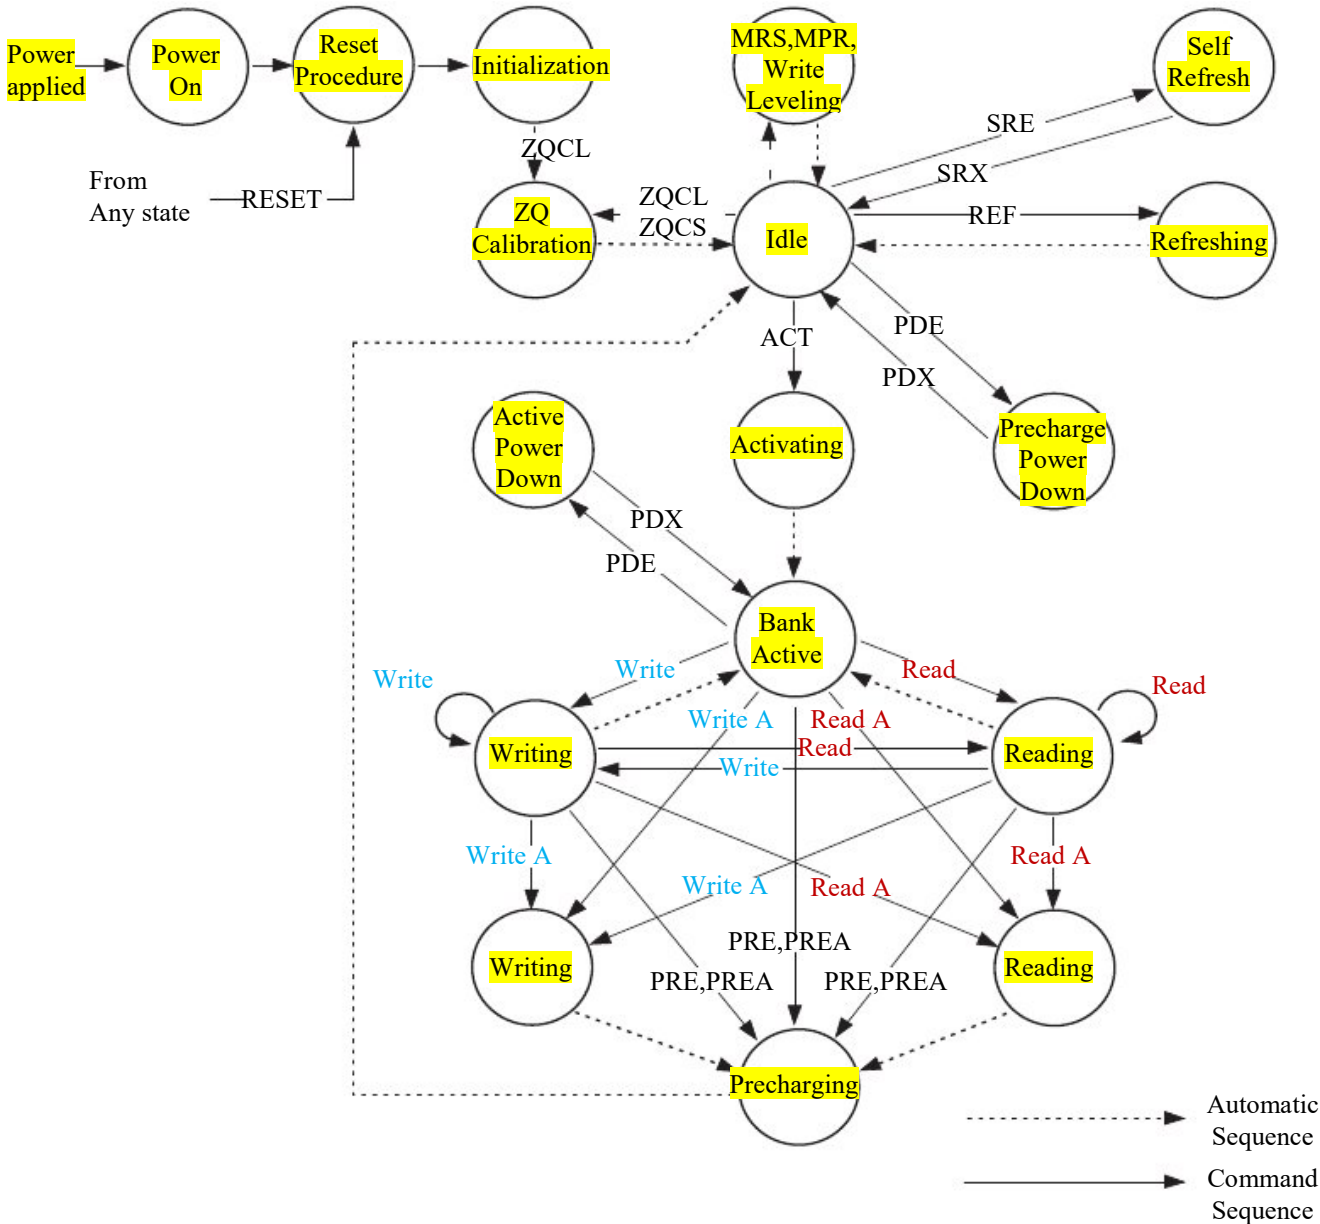 Power
applied
Power
On
Reset
Procedure
Initialization
MRS,MPR,
Write
Leveling
Self
Refresh
SRE
SRX
ZQCL
From
Any state
RESET
ZQ
Calibration
ZQCL
ZQCS
Idle
REF
Refreshing
ACT
PDE
PDX
Active
Power
Down
Activating
Precharge
Power
Down
PDX
PDE
Bank
Active
Write
Write
Read
Read
Write A
Read A
Writing
Read
Write
Reading
Write A
Read A
Write A
Read A
PRE,PREA
Writing
PRE,PREA
PRE,PREA
Reading
Precharging
Automatic
Sequence
Command
Sequence